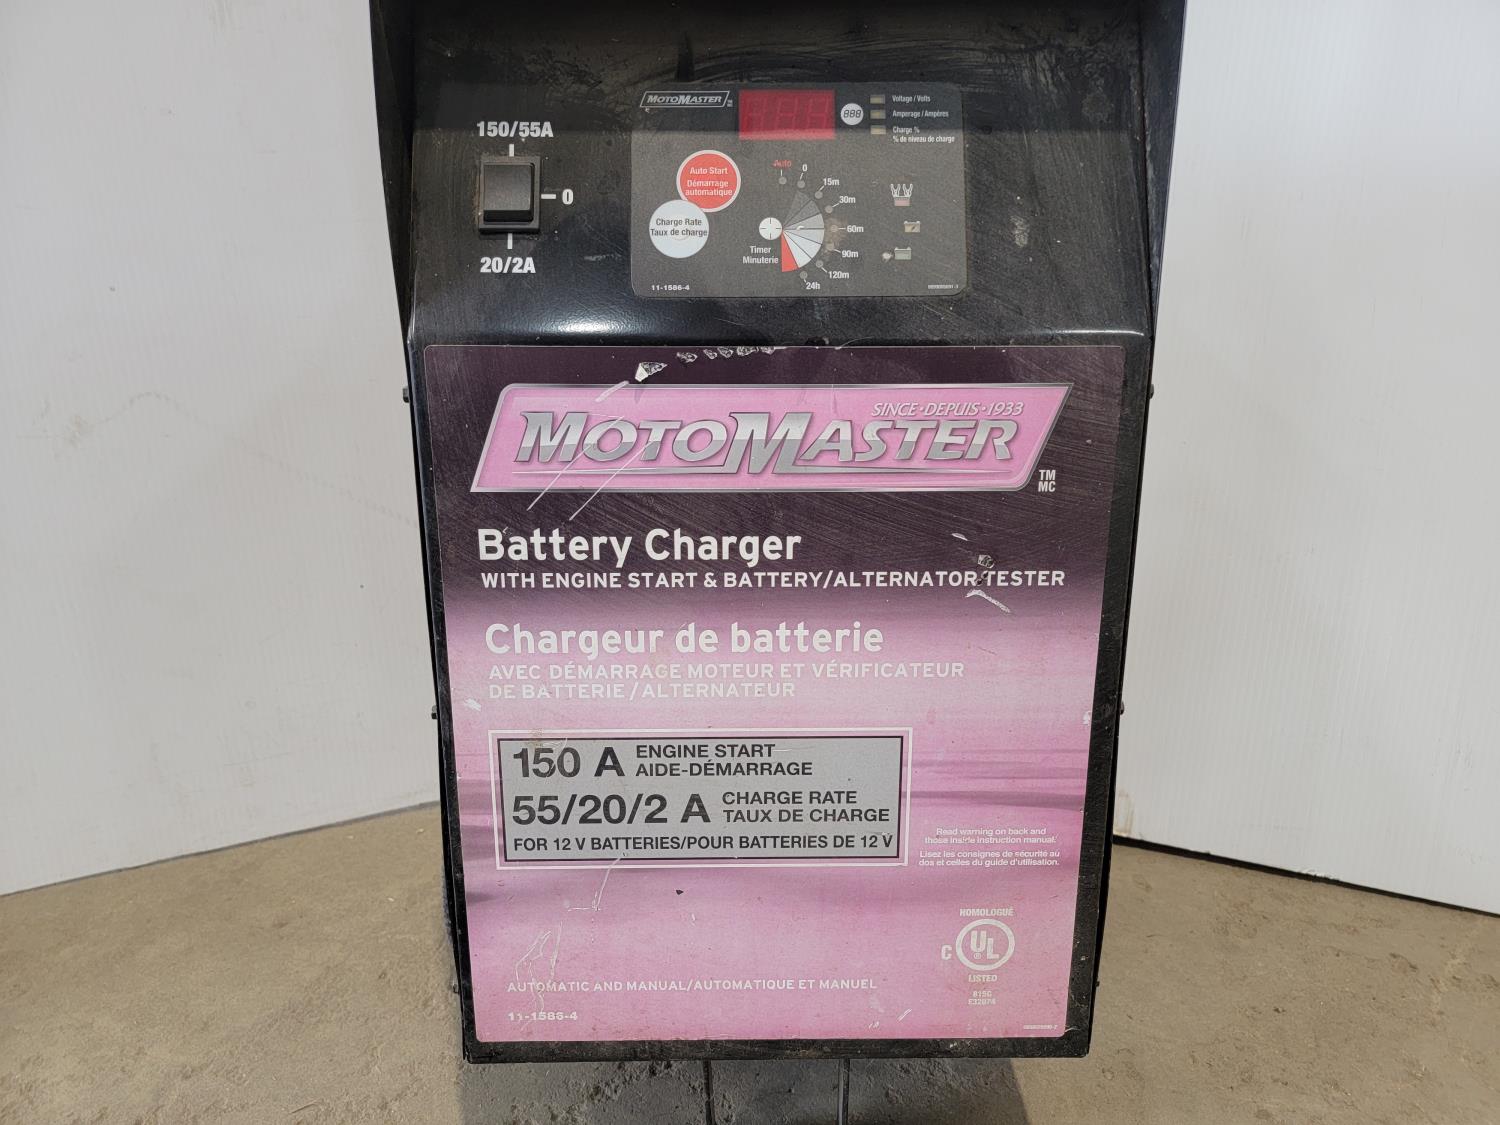 150/55A
0
20/2A
MOTOMASTER
888
Voltage / Volts
Amperage / Ampères
Charge %
% de niveau de charge
Auto Start
Démarrage
automatique
Charge Rate
Taux de charge
Auto
0
15m
30m
60m
90m
120m
24h
Timer
Minuterie
11-1586-4
SINCE·DEPUIS·1933
MOTOMASTER
TM
MC
Battery Charger
WITH ENGINE START & BATTERY/ALTERNATOR TESTER
Chargeur de batterie
AVEC DÉMARRAGE MOTEUR ET VÉRIFICATEUR
DE BATTERIE / ALTERNATEUR
150 A ENGINE START
AIDE-DÉMARRAGE
55/20/2 A CHARGE RATE
TAUX DE CHARGE
FOR 12 V BATTERIES/POUR BATTERIES DE 12 V
Read warning on back and
those inside instruction manual.
Lisez les consignes de sécurité au
dos et celles du guide d'utilisation.
HOMOLOGUÉ
C UL ®
LISTED
815G
E32074
AUTOMATIC AND MANUAL/AUTOMATIQUE ET MANUEL
11-1586-4